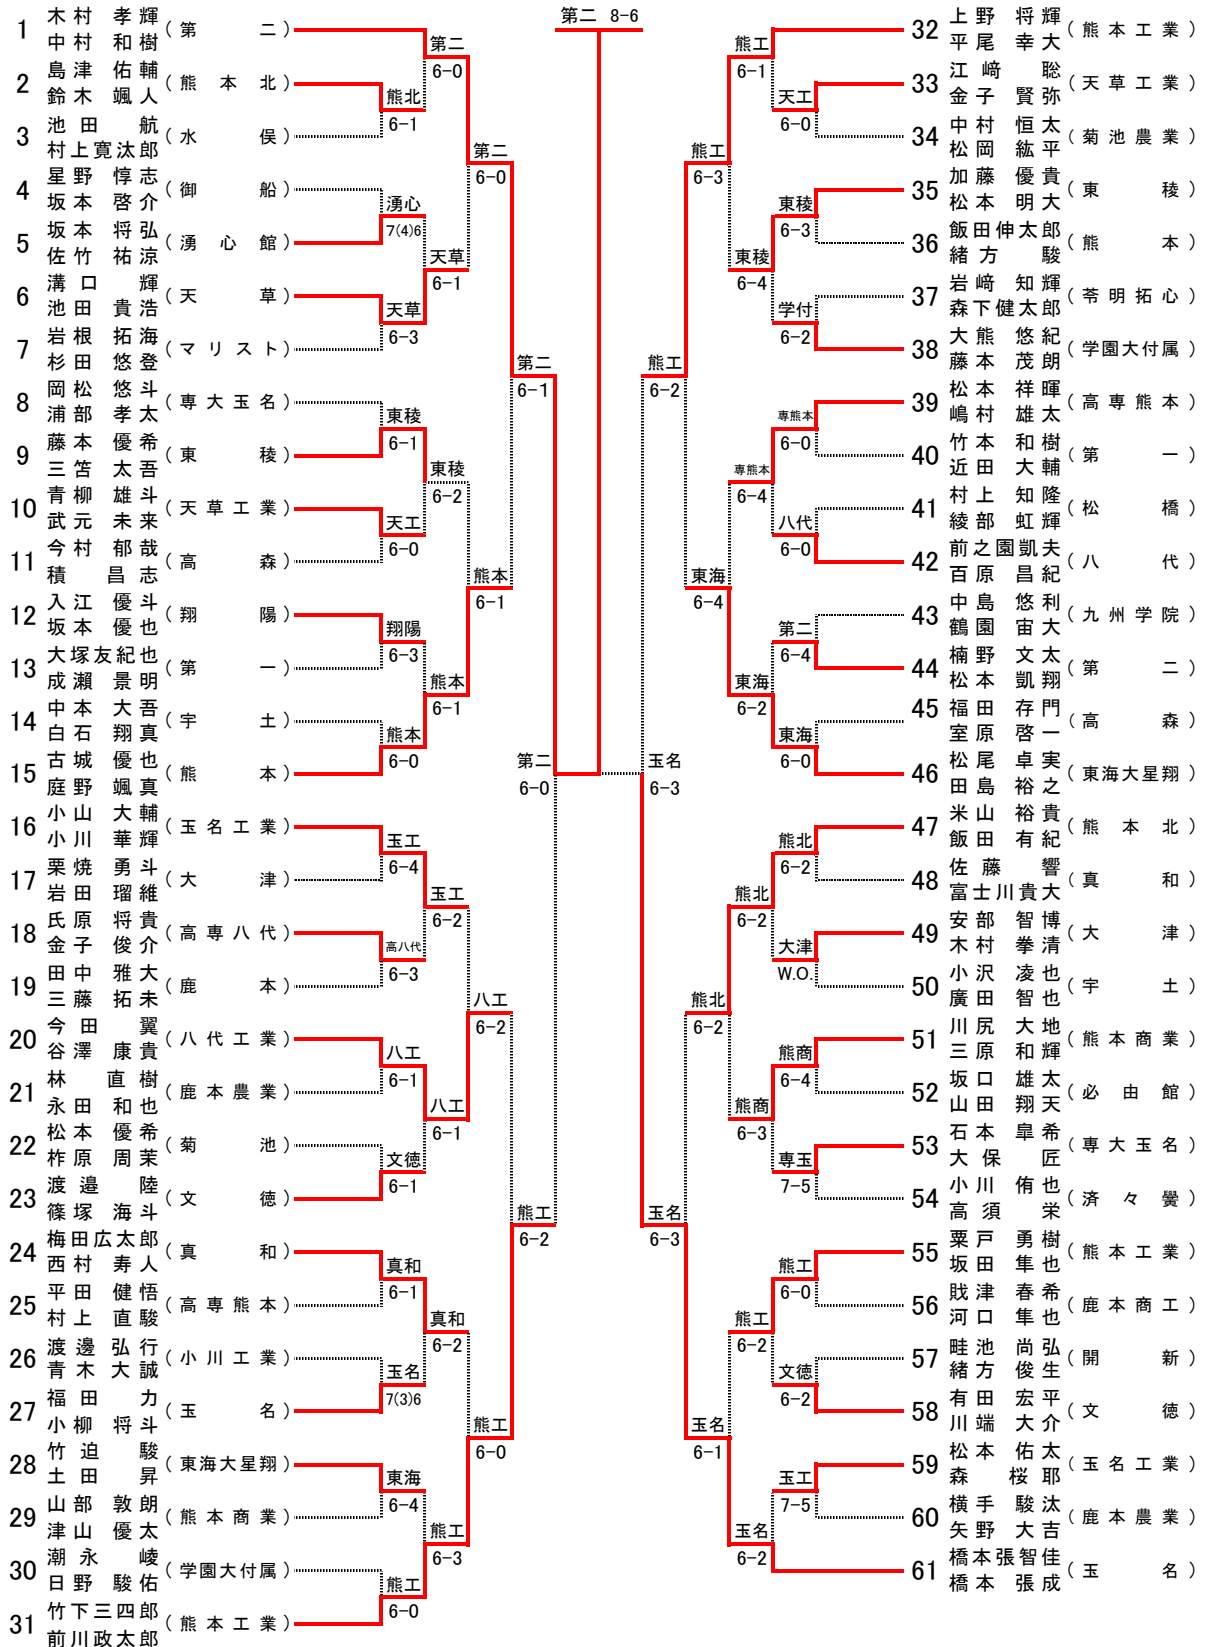 第二 8-6
1 木村 孝輝 中村 和樹 (第二)
2 島津 佑輔 鈴木 颯人 (熊本北)
3 池田 航 村上寛汰郎 (水俣)
4 星野 惇志 坂本 啓介 (御船)
5 坂本 将弘 佐竹 祐涼 (湧心館)
6 溝口 輝 池田 貴浩 (天草)
7 岩根 拓海 杉田 悠登 (マリスト)
8 岡松 悠斗 浦部 孝太 (専大玉名)
9 藤本 優希 三笘 太吾 (東稜)
10 青柳 雄斗 武元 未来 (天草工業)
11 今村 郁哉 積 昌志 (高森)
12 入江 優斗 坂本 優也 (翔陽)
13 大塚友紀也 成瀬 景明 (第一)
14 中本 大吾 白石 翔真 (宇土)
15 古城 優也 庭野 颯真 (熊本)
16 小山 大輔 小川 華輝 (玉名工業)
17 栗焼 勇斗 岩田 瑠維 (大津)
18 氏原 将貴 金子 俊介 (高専八代)
19 田中 雅大 三藤 拓未 (鹿本)
20 今田 翼 谷澤 康貴 (八代工業)
21 林 直樹 永田 和也 (鹿本農業)
22 松本 優希 柞原 周茉 (菊池)
23 渡邉 陸 篠塚 海斗 (文徳)
24 梅田広太郎 西村 寿人 (真和)
25 平田 健悟 村上 直駿 (高専熊本)
26 渡邊 弘行 青木 大誠 (小川工業)
27 福田 力 小柳 将斗 (玉名)
28 竹迫 駿 土田 昇 (東海大星翔)
29 山部 敦朗 津山 優太 (熊本商業)
30 潮永 崚 日野 駿佑 (学園大付属)
31 竹下三四郎 前川政太郎 (熊本工業)
熊北 6-1
湧心 7(4)6
天草 6-3
東稜 6-1
天工 6-0
翔陽 6-3
熊本 6-0
玉工 6-4
高八代 6-3
八工 6-1
文徳 6-1
真和 6-1
玉名 7(3)6
東海 6-4
熊工 6-0
第二 6-0
天草 6-1
東稜 6-2
熊本 6-1
玉工 6-2
八工 6-1
真和 6-2
熊工 6-3
第二 6-0
熊本 6-1
八工 6-2
熊工 6-0
第二 6-1
熊工 6-2
第二 6-0
玉名 6-3
熊工 6-2
玉名 6-3
熊工 6-3
東海 6-4
熊北 6-2
玉名 6-1
熊工 6-1
東稜 6-4
専熊本 6-4
東海 6-2
熊北 6-2
熊商 6-3
熊工 6-2
玉名 6-2
天工 6-0
東稜 6-3
学付 6-2
専熊本 6-0
八代 6-0
第二 6-4
東海 6-0
熊北 6-2
大津 W.O.
熊商 6-4
専玉 7-5
熊工 6-0
文徳 6-2
玉工 7-5
32 上野 将輝 平尾 幸大 (熊本工業)
33 江﨑 聡 金子 賢弥 (天草工業)
34 中村 恒太 松岡 紘平 (菊池農業)
35 加藤 優貴 松本 明大 (東稜)
36 飯田伸太郎 緒方 駿 (熊本)
37 岩﨑 知輝 森下健太郎 (苓明拓心)
38 大熊 悠紀 藤本 茂朗 (学園大付属)
39 松本 祥暉 嶋村 雄太 (高専熊本)
40 竹本 和樹 近田 大輔 (第一)
41 村上 知隆 綾部 虹輝 (松橋)
42 前之園凱夫 百原 昌紀 (八代)
43 中島 悠利 鶴園 宙大 (九州学院)
44 楠野 文太 松本 凱翔 (第二)
45 福田 存門 室原 啓一 (高森)
46 松尾 卓実 田島 裕之 (東海大星翔)
47 米山 裕貴 飯田 有紀 (熊本北)
48 佐藤 響 富士川貴大 (真和)
49 安部 智博 木村 拳清 (大津)
50 小沢 凌也 廣田 智也 (宇土)
51 川尻 大地 三原 和輝 (熊本商業)
52 坂口 雄太 山田 翔天 (必由館)
53 石本 皐希 大保 匠 (専大玉名)
54 小川 侑也 高須 栄 (済々黌)
55 粟戸 勇樹 坂田 隼也 (熊本工業)
56 戝津 春希 河口 隼也 (鹿本商工)
57 畦池 尚弘 緒方 俊生 (開新)
58 有田 宏平 川端 大介 (文徳)
59 松本 佑太 森 桜耶 (玉名工業)
60 横手 駿汰 矢野 大吉 (鹿本農業)
61 橋本張智佳 橋本 張成 (玉名)